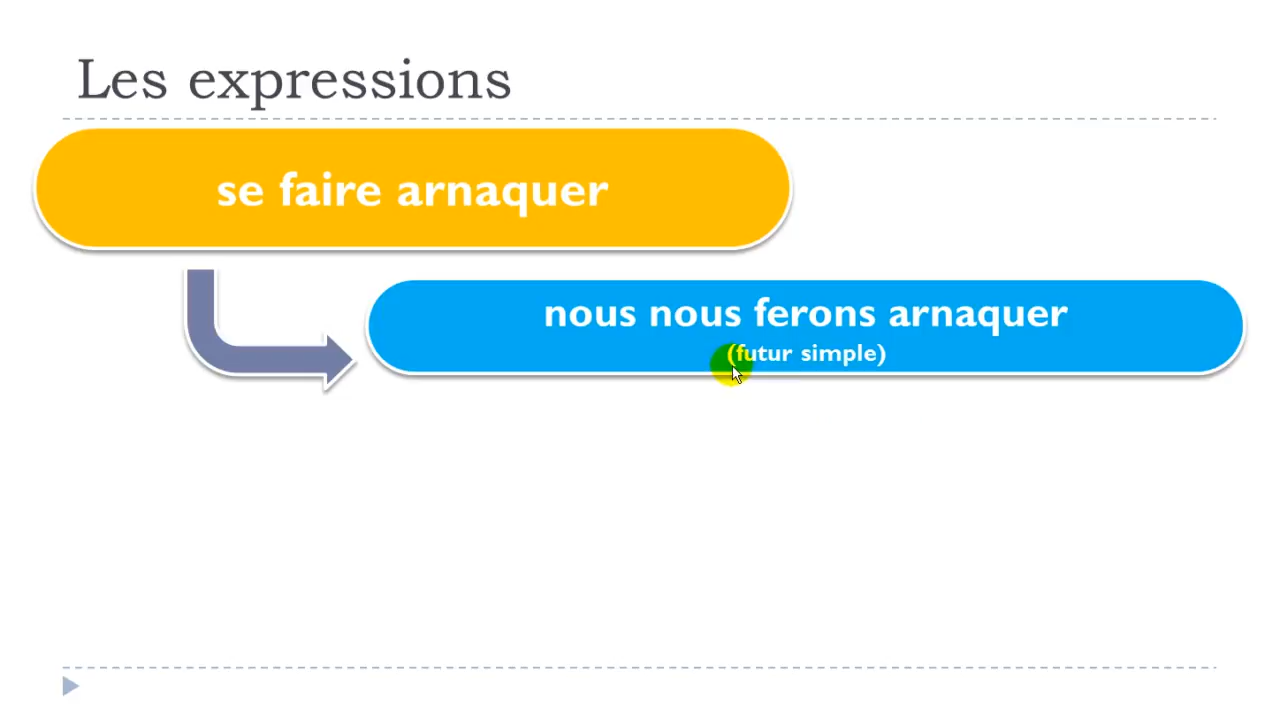 Les expressions
se faire arnaquer
nous nous ferons arnaquer
(futur simple)